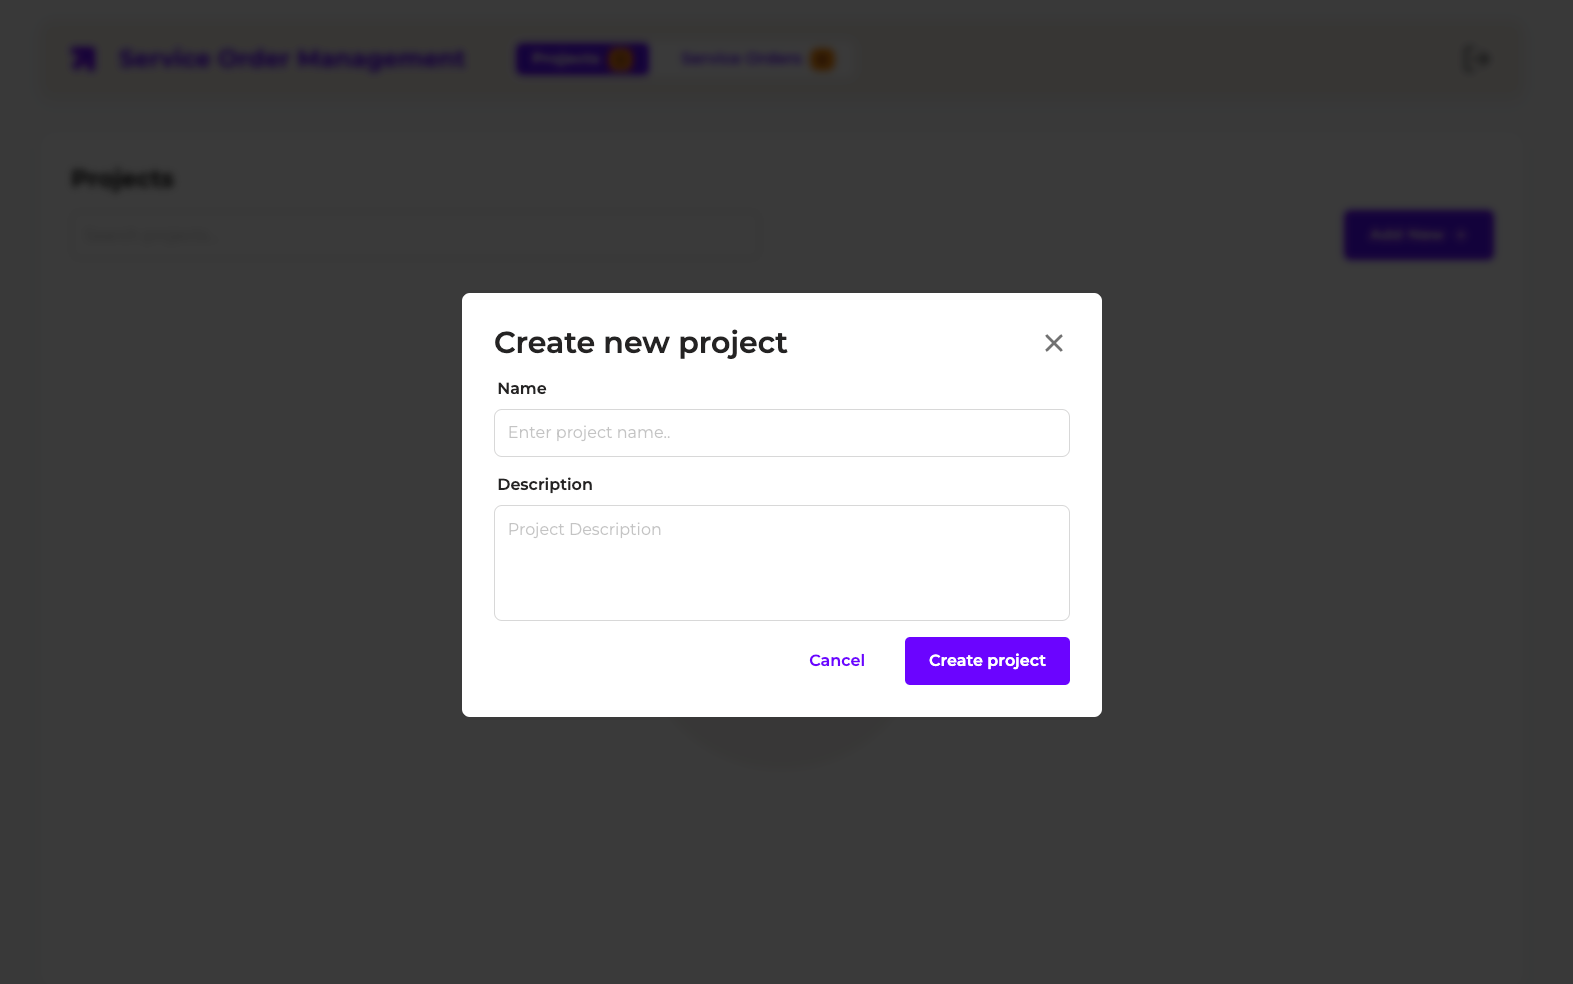 Service Order Management
Projects
Service Orders
Projects
Add New +
Create new project
Name
Enter project name..
Description
Project Description
Cancel
Create project